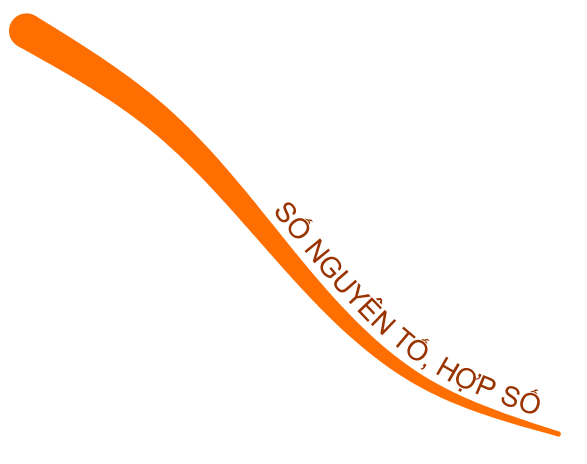 SỐ NGUYÊN TỐ, HỢP SỐ